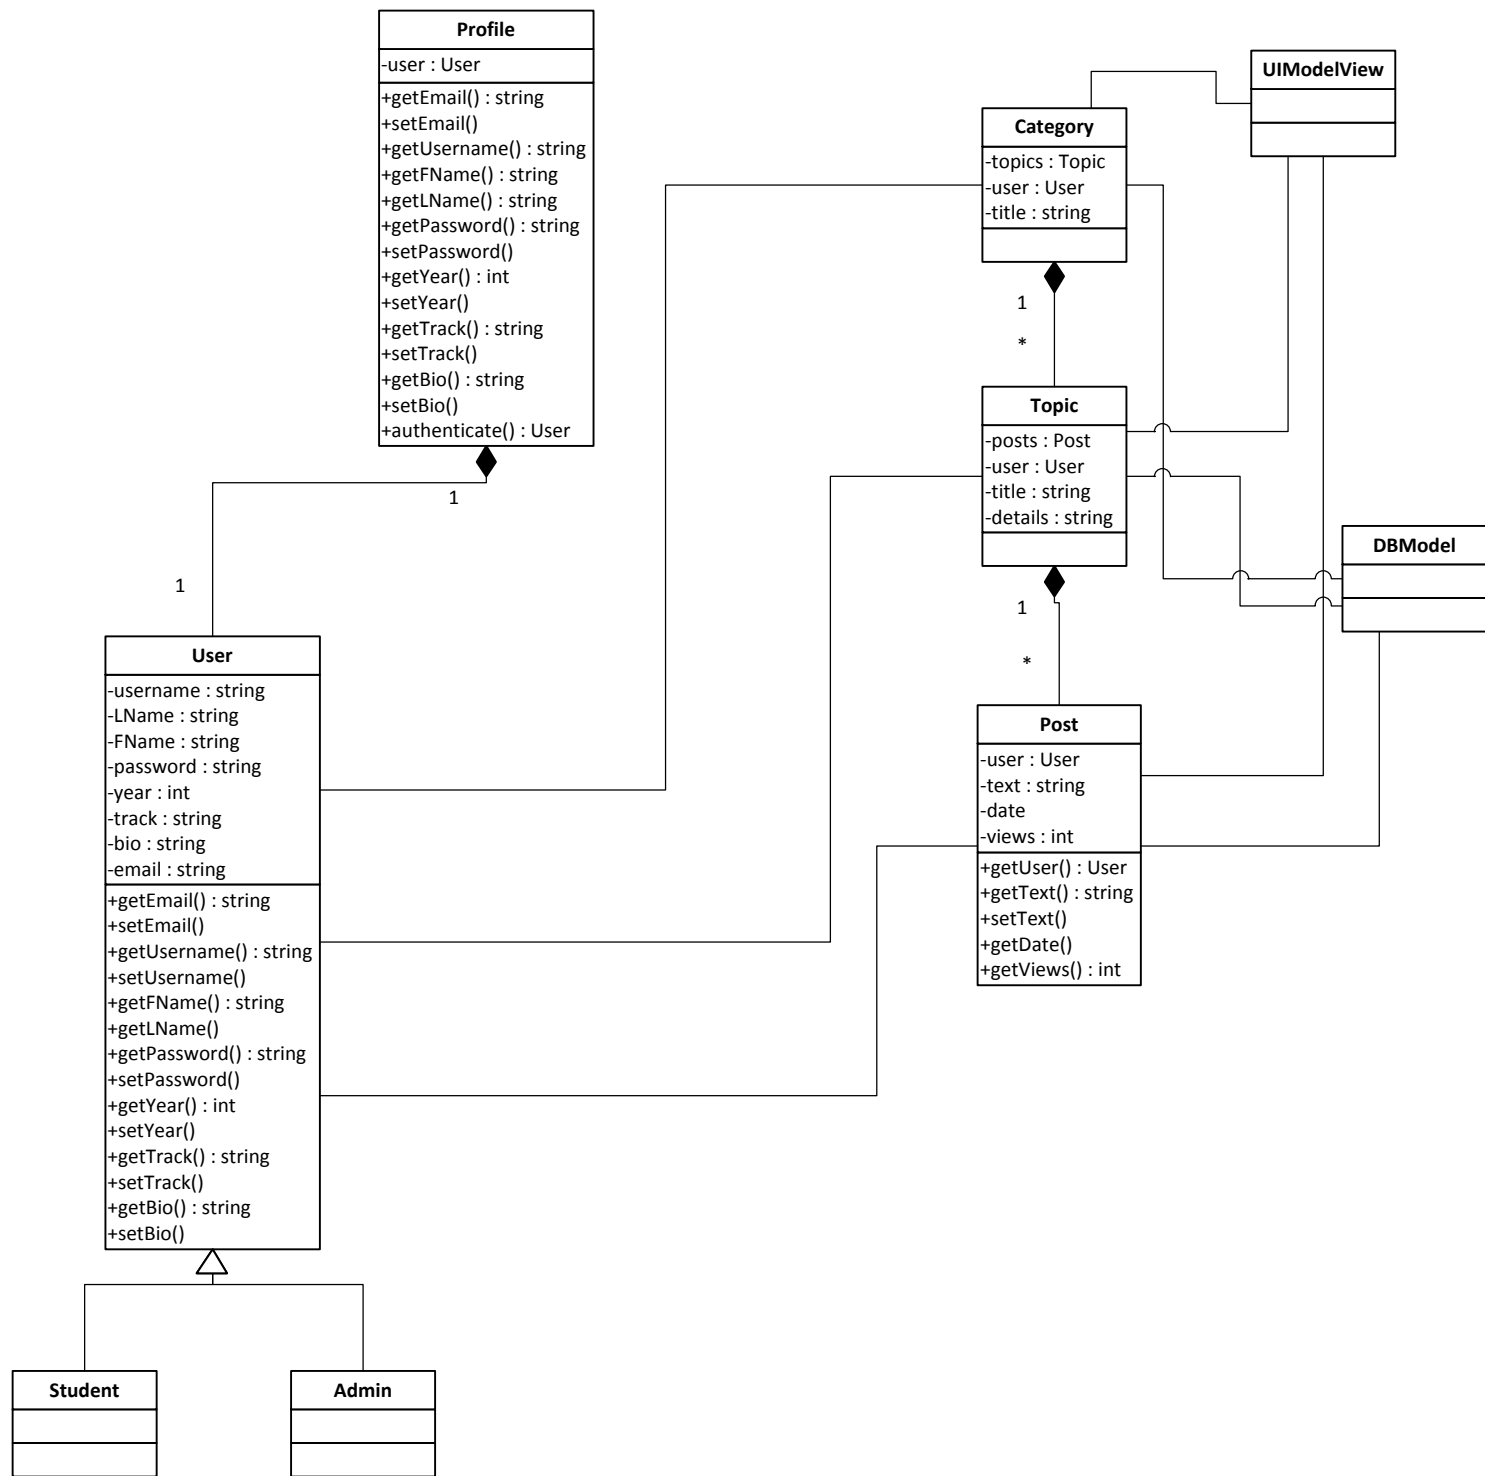 Profile
-user : User
+getEmail() : string
+setEmail()
+getUsername() : string
+getFName() : string
+getLName() : string
+getPassword() : string
+setPassword()
+getYear() : int
+setYear()
+getTrack() : string
+setTrack()
+getBio() : string
+setBio()
+authenticate() : User
1
1
User
-username : string
-LName : string
-FName : string
-password : string
-year : int
-track : string
-bio : string
-email : string
+getEmail() : string
+setEmail()
+getUsername() : string
+setUsername()
+getFName() : string
+getLName()
+getPassword() : string
+setPassword()
+getYear() : int
+setYear()
+getTrack() : string
+setTrack()
+getBio() : string
+setBio()
Student
Admin
Category
-topics : Topic
-user : User
-title : string
1
*
Topic
-posts : Post
-user : User
-title : string
-details : string
1
*
Post
-user : User
-text : string
-date
-views : int
+getUser() : User
+getText() : string
+setText()
+getDate()
+getViews() : int
UIModelView
DBModel